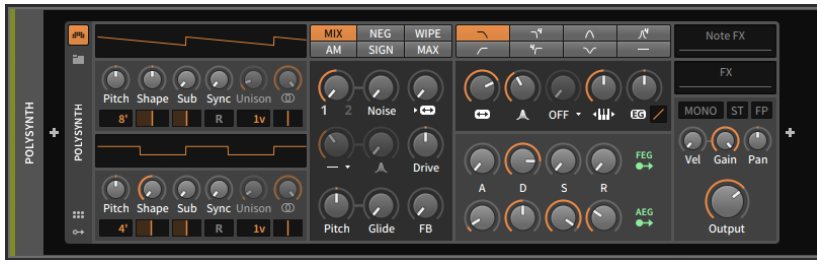 POLYSYNTH
POLYSYNTH
MIX NEG WIPE
AM SIGN MAX
Note FX
FX
Pitch Shape Sub Sync Unison
8' R 1v
1 2 Noise
OFF
EG
MONO ST FP
Vel Gain Pan
Drive
A D S R
FEG
Pitch Shape Sub Sync Unison
4' R 1v
Pitch Glide FB
AEG
Output